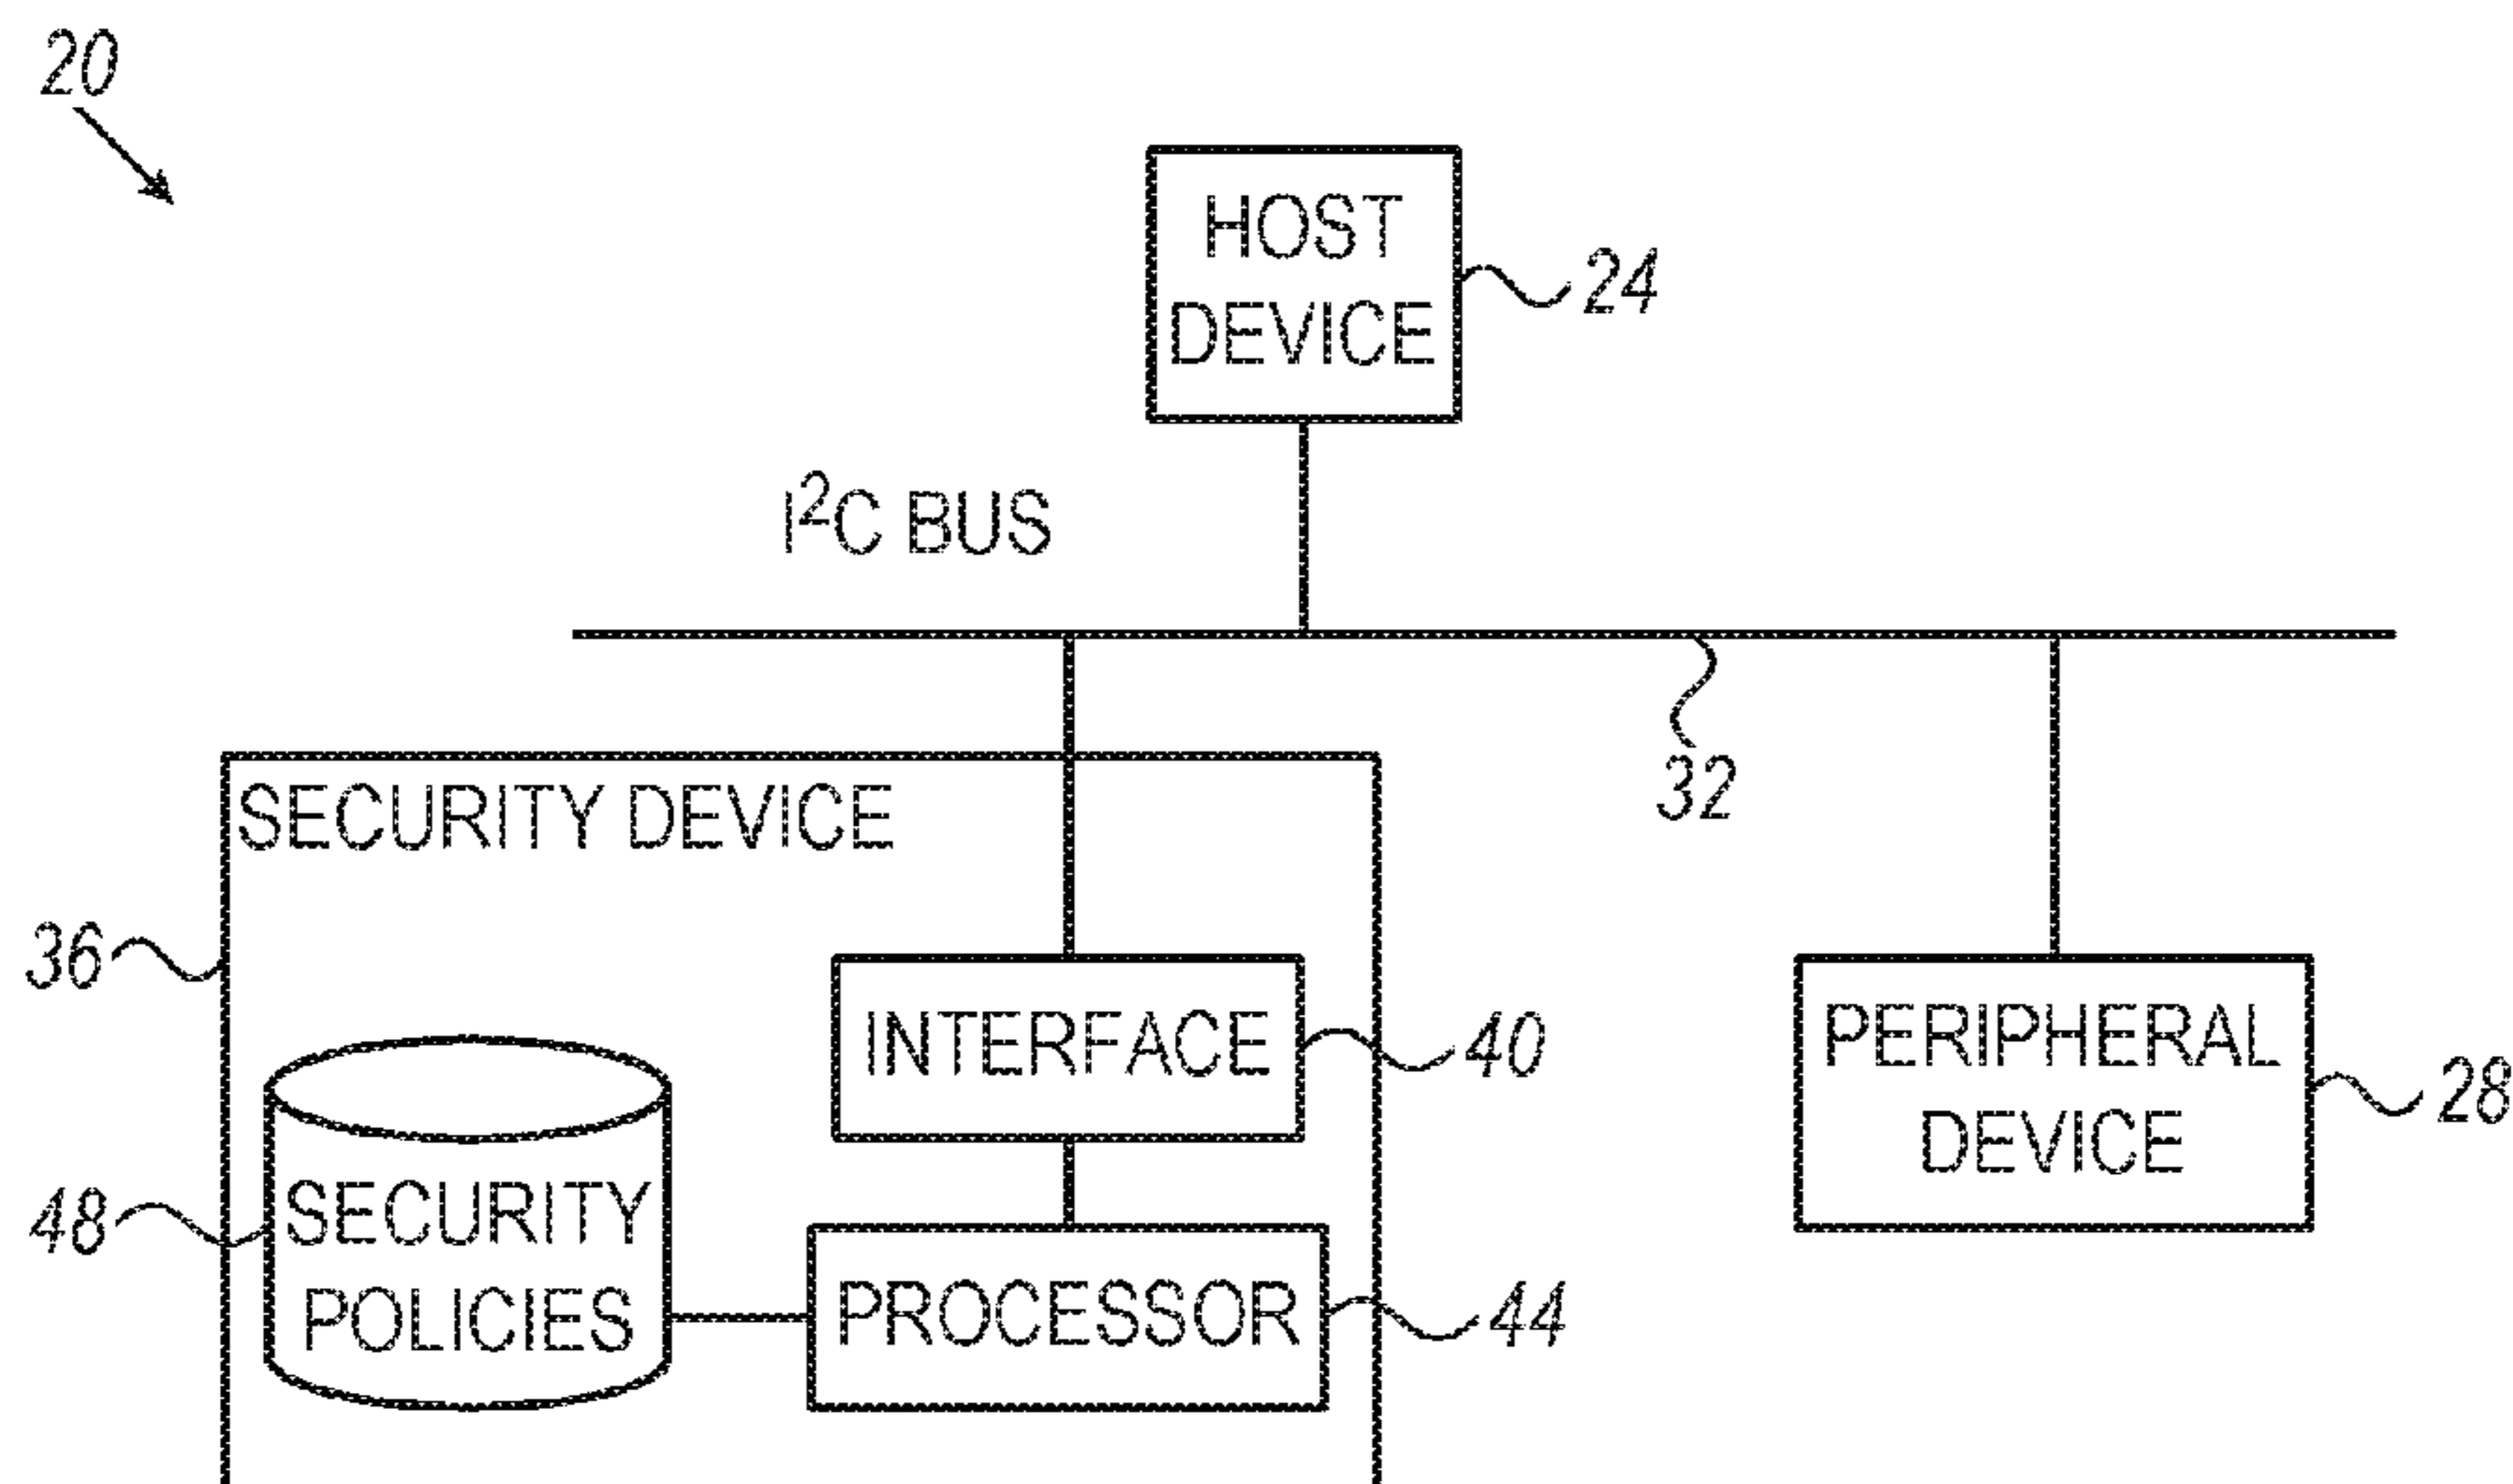 20
HOST
DEVICE
24
I²C BUS
32
SECURITY DEVICE
36
INTERFACE
40
PERIPHERAL
DEVICE
28
48
SECURITY
POLICIES
PROCESSOR
44